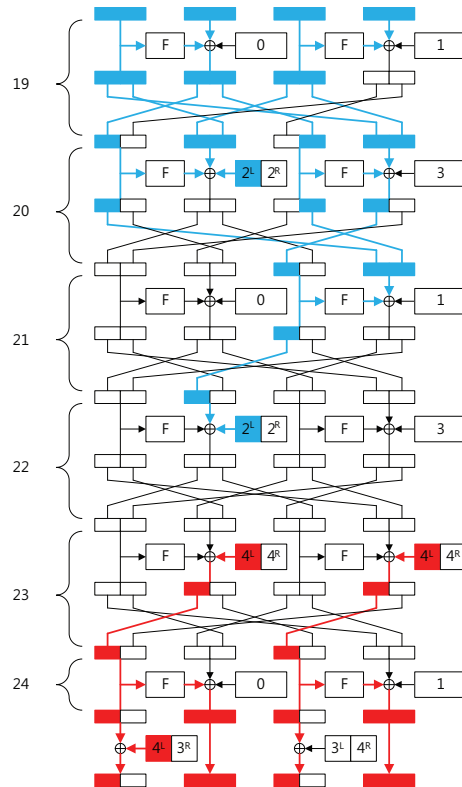 F 0 F 1
19
F 2ᴸ 2ᴿ F 3
20
F 0 F 1
21
F 2ᴸ 2ᴿ F 3
22
F 4ᴸ 4ᴿ F 4ᴸ 4ᴿ
23
F 0 F 1
24
4ᴸ 3ᴿ 3ᴸ 4ᴿ